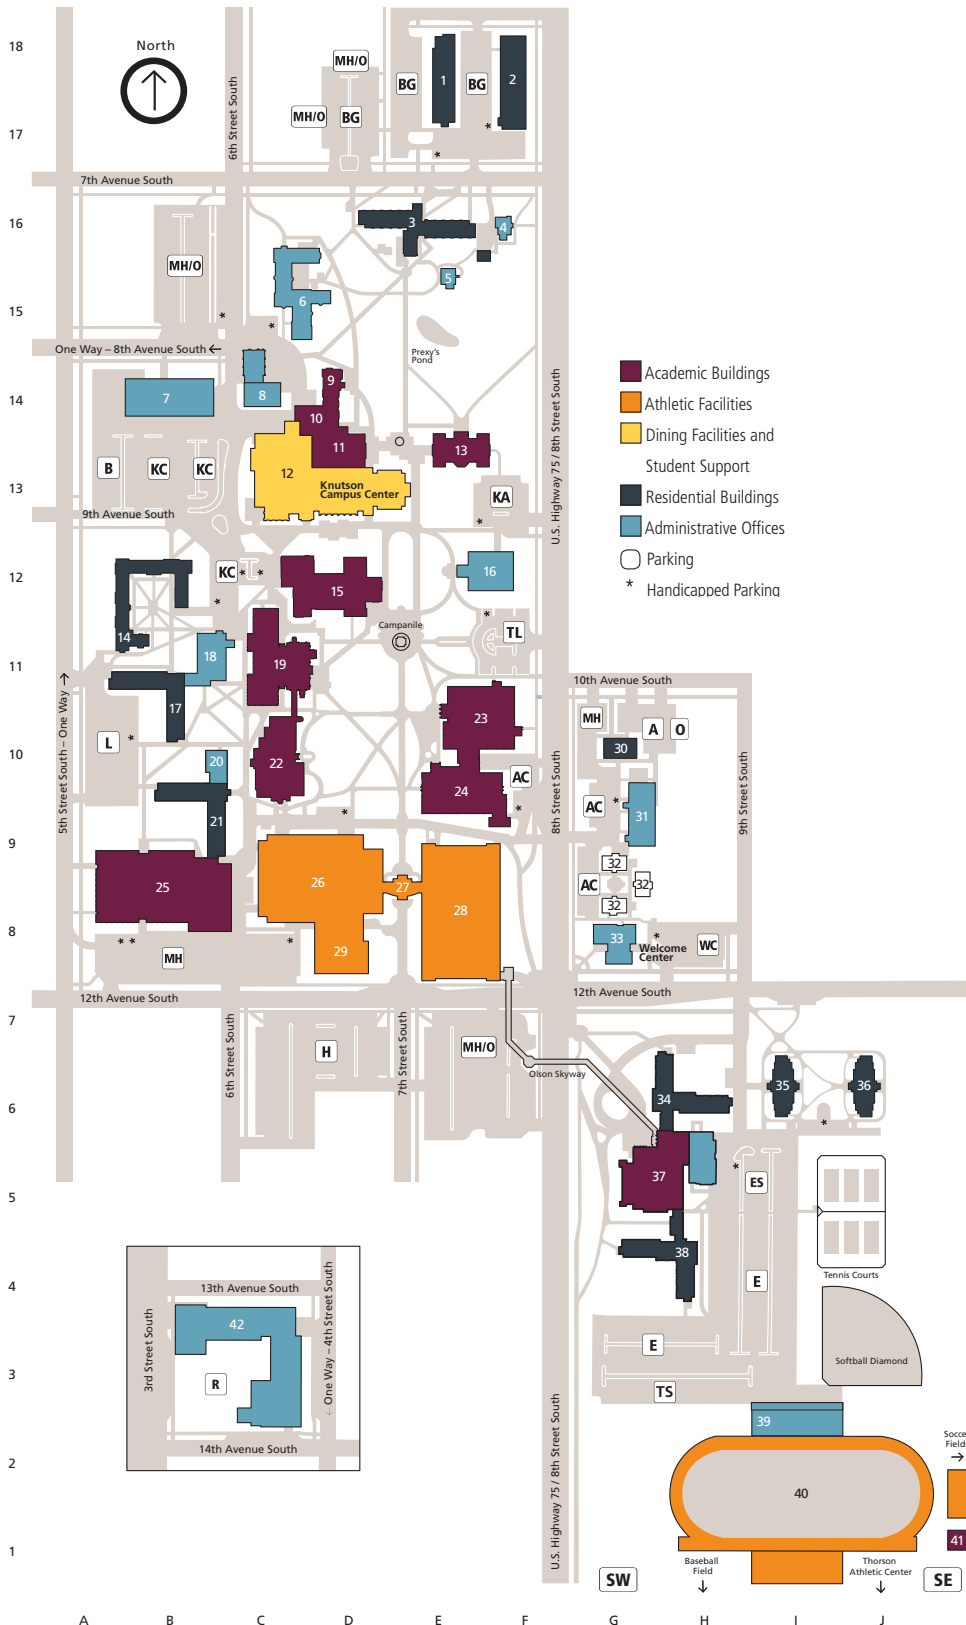 18
17
16
15
14
13
12
11
10
9
8
7
6
5
4
3
2
1
A
B
C
D
E
F
G
H
I
J
North
6th Street South
MH/O
MH/O
BG
BG
BG
1
2
*
*
7th Avenue South
MH/O
*
*
3
4
5
6
One Way – 8th Avenue South ←
Prexy's
Pond
U.S. Highway 75 / 8th Street South
7
8
9
10
11
12
Knutson
Campus Center
13
B
KC
KC
KA
*
9th Avenue South
Academic Buildings
Athletic Facilities
Dining Facilities and
Student Support
Residential Buildings
Administrative Offices
Parking
* Handicapped Parking
KC
*
*
*
14
15
16
*
TL
Campanile
17
18
19
20
21
22
23
24
L
*
5th Street South – One Way →
AC
*
*
10th Avenue South
MH
A
O
30
AC
*
31
8th Street South
9th Street South
AC
32
32
32
33
*
Welcome
Center
WC
25
26
27
28
29
*
*
*
MH
12th Avenue South
12th Avenue South
6th Street South
H
7th Street South
MH/O
Olson Skyway
34
35
36
*
37
*
ES
38
E
E
TS
Tennis Courts
Softball Diamond
13th Avenue South
3rd Street South
42
R
← One Way – 4th Street South
14th Avenue South
U.S. Highway 75 / 8th Street South
39
40
Socce
Field
→
41
SW
Baseball
Field
↓
Thorson
Athletic Center
↓
SE